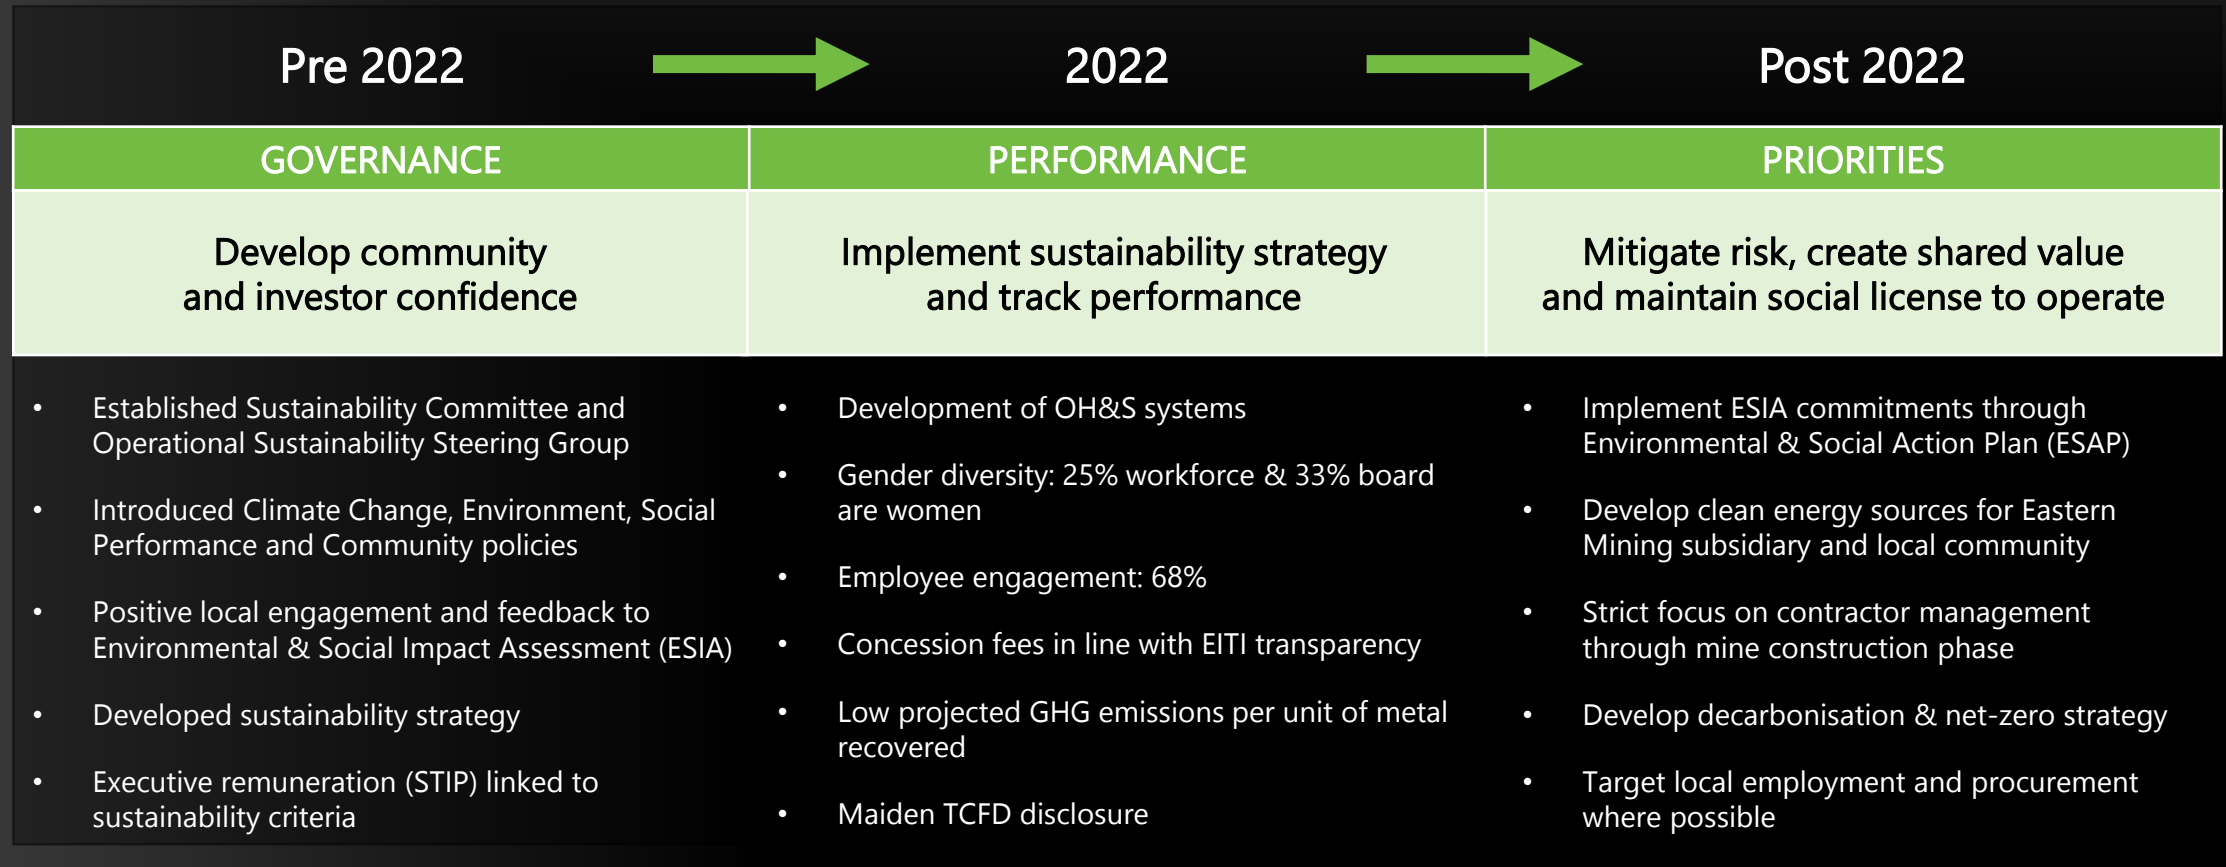 Pre 2022
2022
Post 2022
GOVERNANCE
PERFORMANCE
PRIORITIES
Develop community
and investor confidence
Implement sustainability strategy
and track performance
Mitigate risk, create shared value
and maintain social license to operate
• Established Sustainability Committee and
Operational Sustainability Steering Group
• Introduced Climate Change, Environment, Social
Performance and Community policies
• Positive local engagement and feedback to
Environmental & Social Impact Assessment (ESIA)
• Developed sustainability strategy
• Executive remuneration (STIP) linked to
sustainability criteria
• Development of OH&S systems
• Gender diversity: 25% workforce & 33% board
are women
• Employee engagement: 68%
• Concession fees in line with EITI transparency
• Low projected GHG emissions per unit of metal
recovered
• Maiden TCFD disclosure
• Implement ESIA commitments through
Environmental & Social Action Plan (ESAP)
• Develop clean energy sources for Eastern
Mining subsidiary and local community
• Strict focus on contractor management
through mine construction phase
• Develop decarbonisation & net-zero strategy
• Target local employment and procurement
where possible